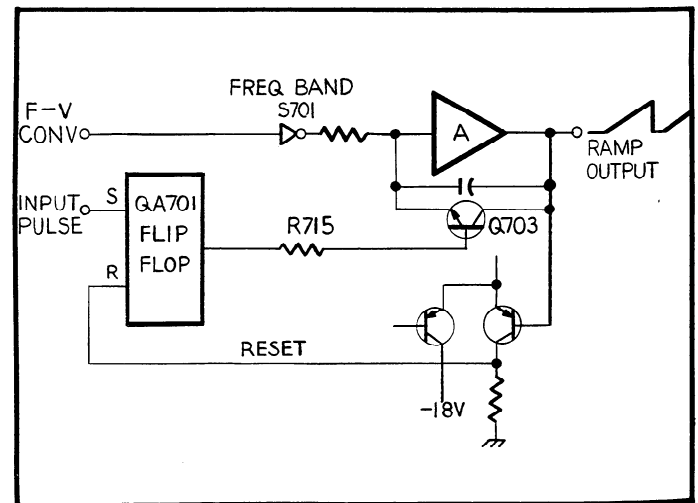 FREQ BAND
S701
F-V
CONV
A
RAMP
OUTPUT
INPUT
PULSE
S
QA701
FLIP
FLOP
R
R715
Q703
RESET
-18V